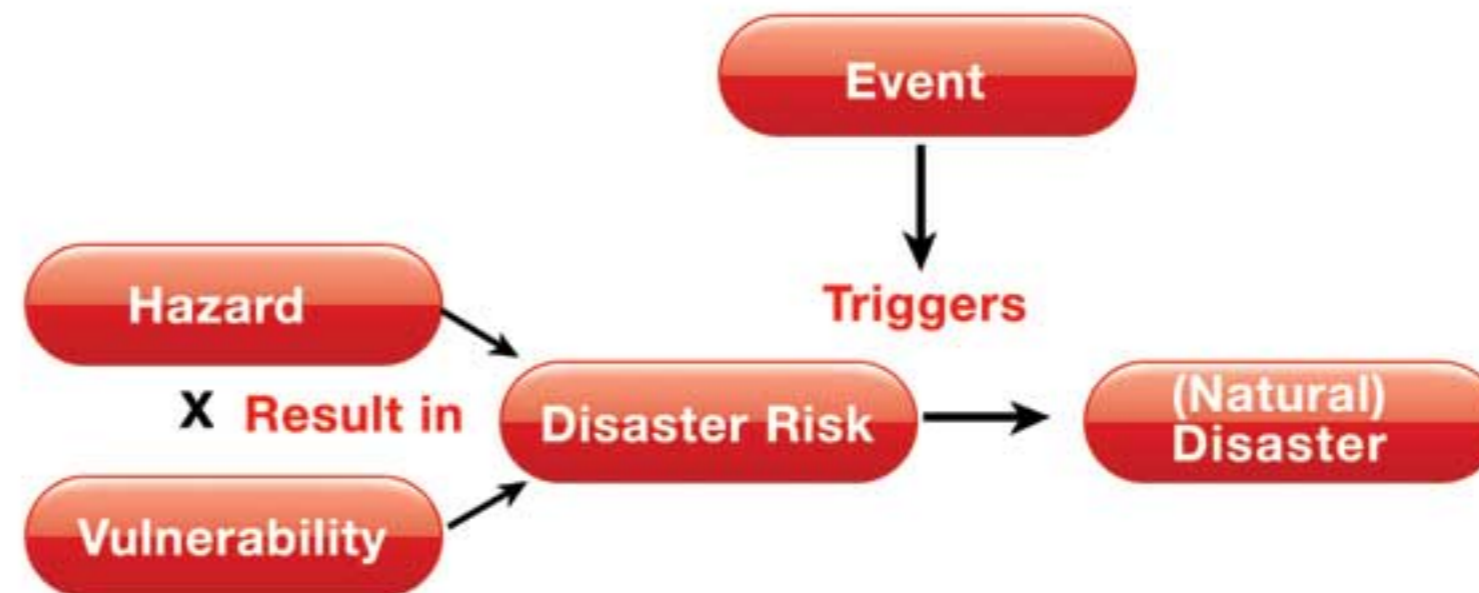 Event
Triggers
Hazard
X Result in
Vulnerability
Disaster Risk
(Natural)
Disaster